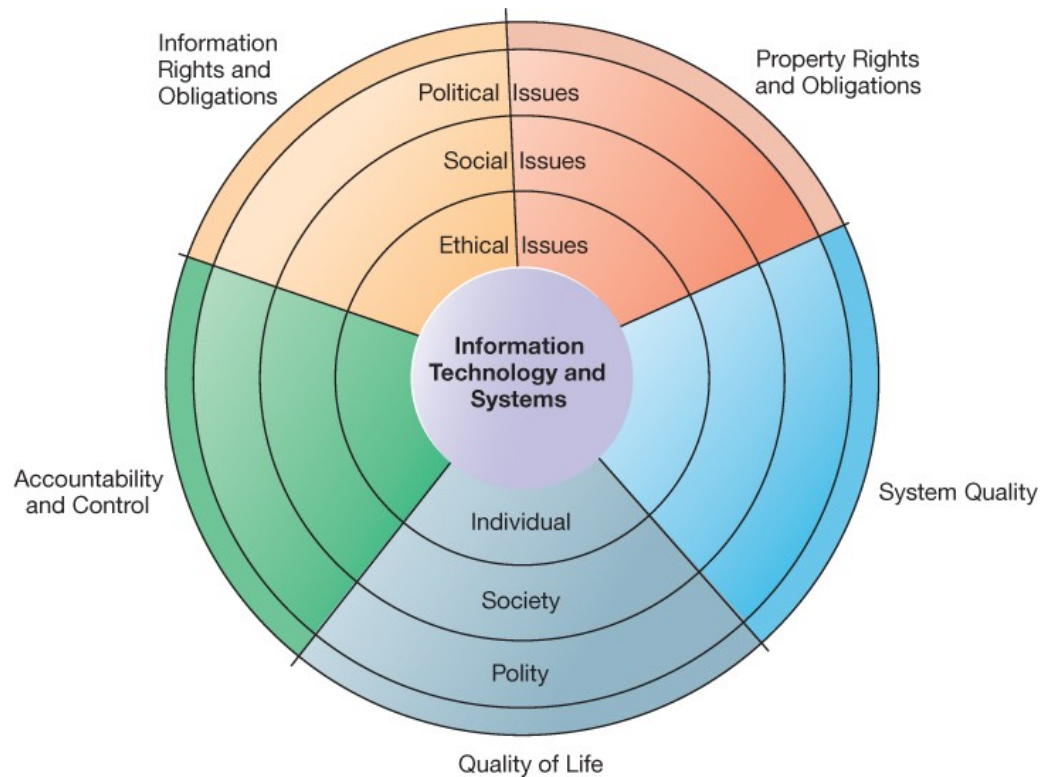 Information
Rights and
Obligations
Property Rights
and Obligations
Political Issues
Social Issues
Ethical Issues
Information
Technology and
Systems
Accountability
and Control
System Quality
Individual
Society
Polity
Quality of Life